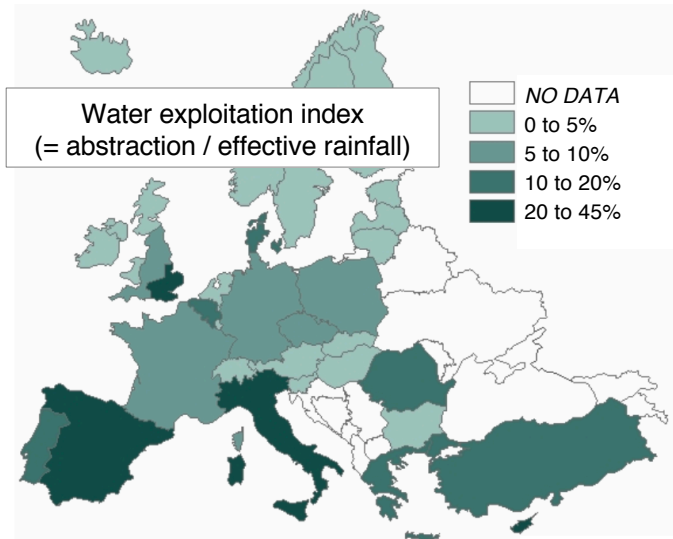 Water exploitation index
(= abstraction / effective rainfall)
NO DATA
0 to 5%
5 to 10%
10 to 20%
20 to 45%